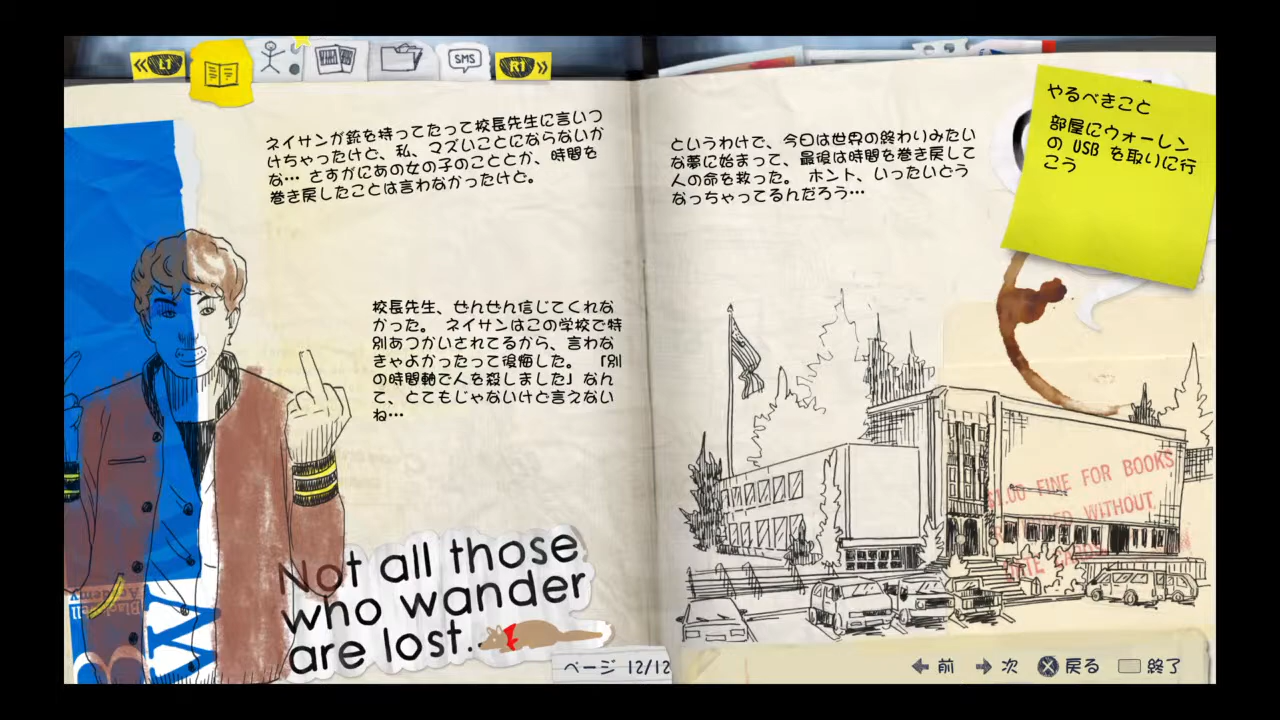 L1
SMS
R1
ネイサンが銃を持ってたって校長先生に言いつ
けちゃったけど、私、マズいことにならないか
な… さすがにあの女の子のこととか、時間を
巻き戻したことは言わなかったけど。
校長先生、ぜんぜん信じてくれな
かった。 ネイサンはこの学校で特
別あつかいされてるから、言わな
きゃよかったって後悔した。 「別
の時間軸で人を殺しました」なん
て、とてもじゃないけど言えない
ね…
Blackwell
Academy
Not all those
who wander
are lost...
ページ 12/12
というわけで、今日は世界の終わりみたい
な夢に始まって、最後は時間を巻き戻して
人の命を救った。 ホント、いったいどう
なっちゃってるんだろう…
やるべきこと
部屋にウォーレン
の USB を取りに行
こう
$1.00 FINE FOR BOOKS
WITHOUT
前 次 戻る 終了